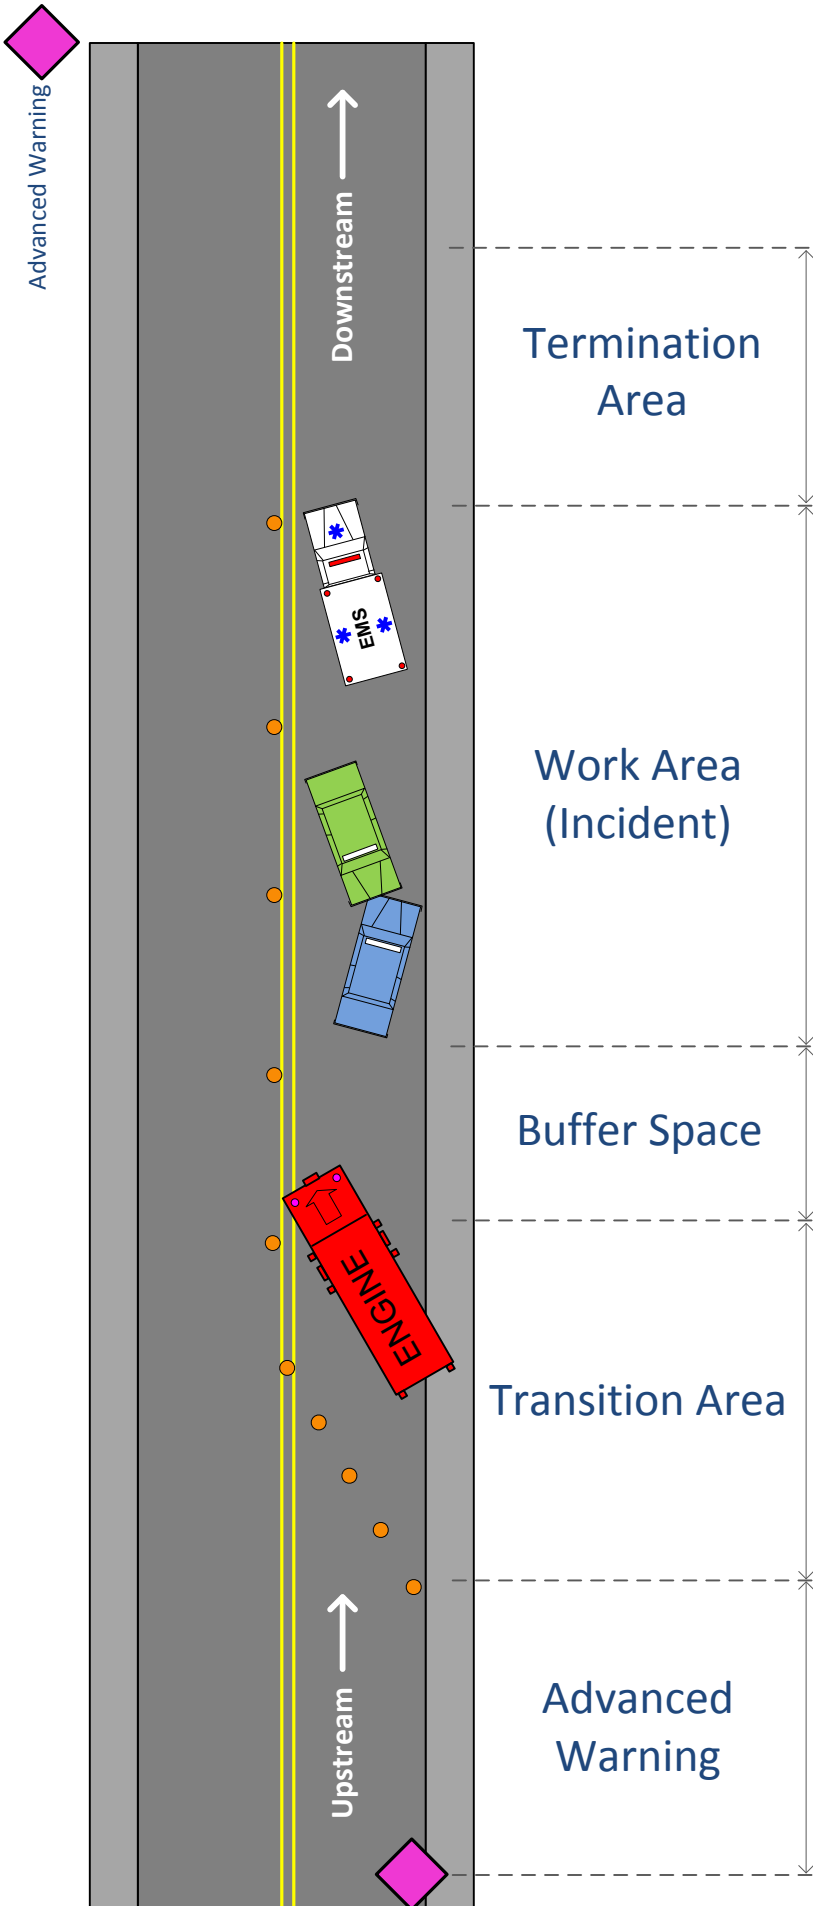 Advanced Warning
Downstream
Termination
Area
EMS
Work Area
(Incident)
Buffer Space
ENGINE
Transition Area
Advanced
Warning
Upstream